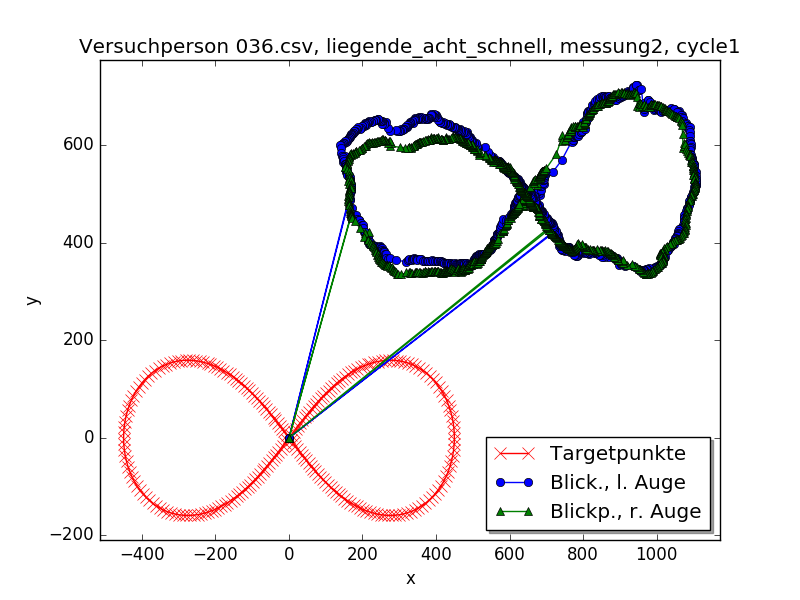 Versuchperson 036.csv, liegende_acht_schnell, messung2, cycle1
y
600
400
200
0
−200
−400
−200
0
200
400
600
800
1000
x
Targetpunkte
Blick., l. Auge
Blickp., r. Auge